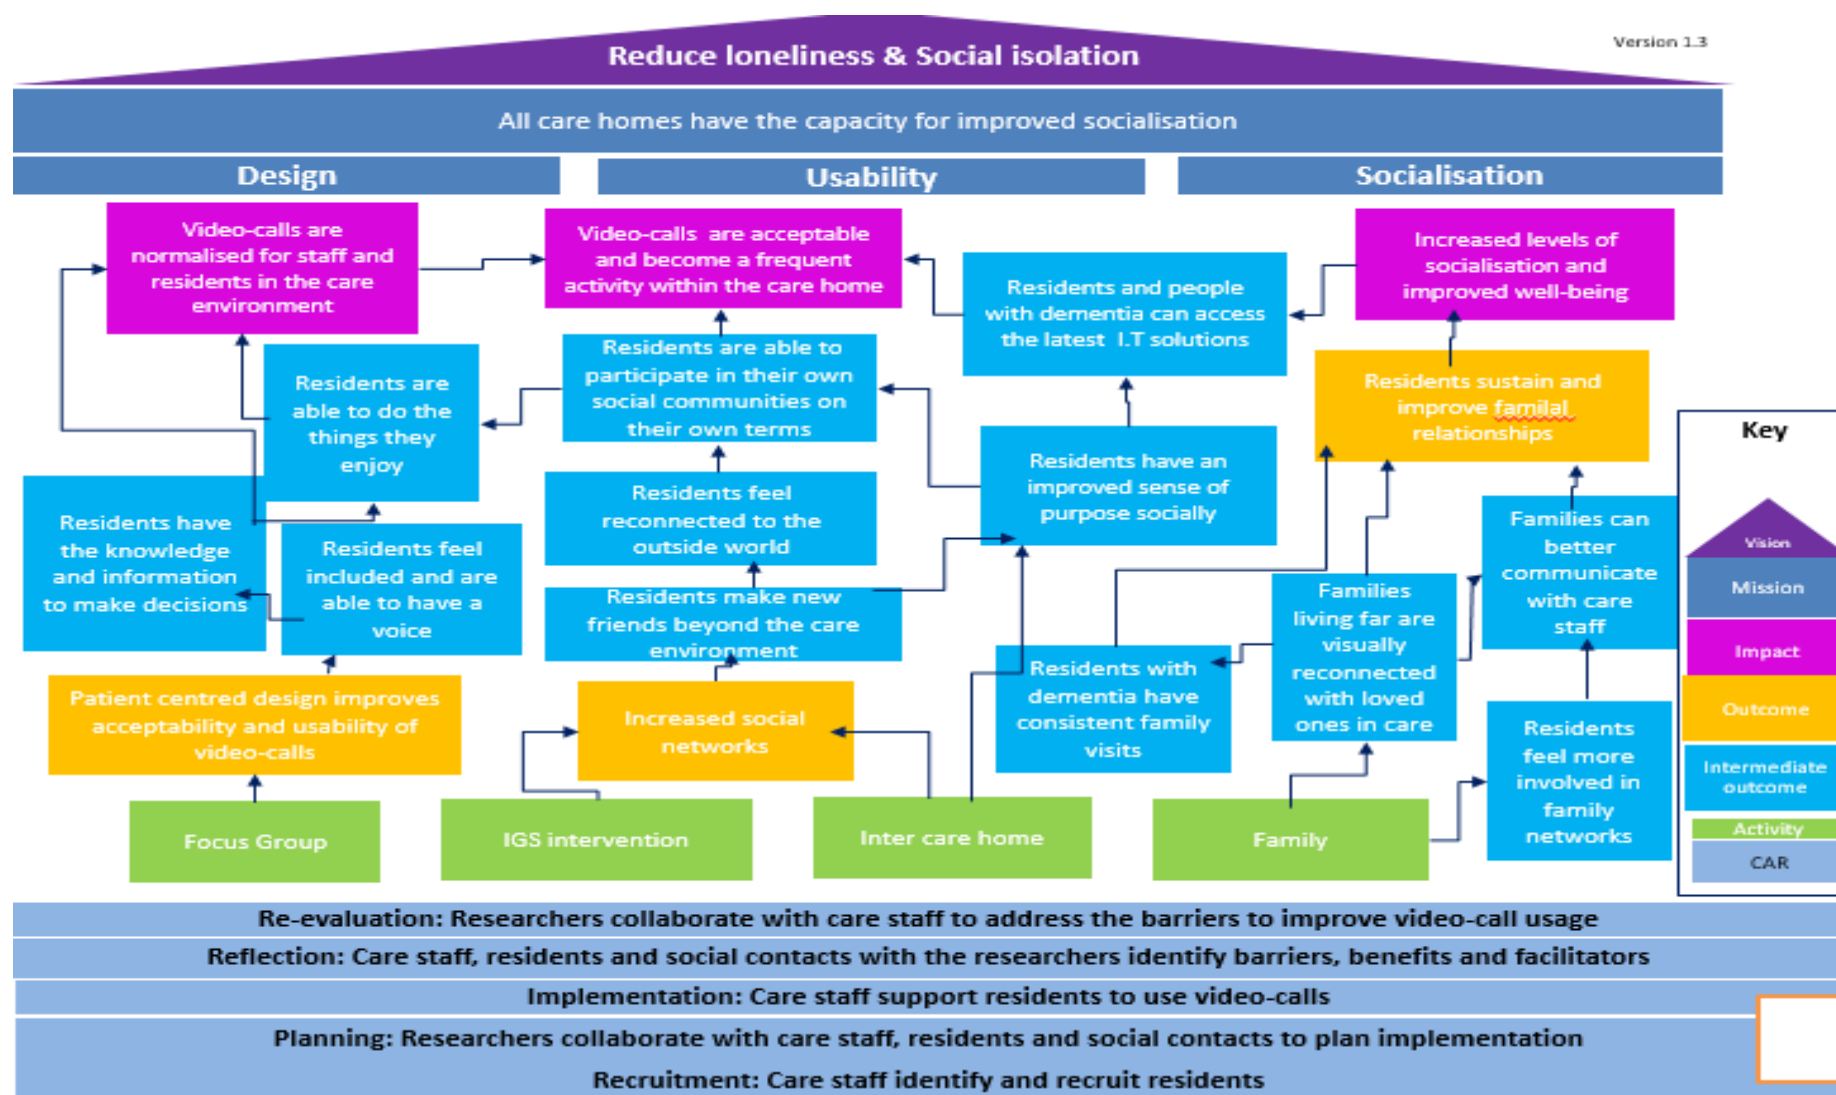 Reduce loneliness & Social isolation
Version 1.3
All care homes have the capacity for improved socialisation
Design
Usability
Socialisation
Video-calls are
normalised for staff and
residents in the care
environment
Video-calls are acceptable
and become a frequent
activity within the care home
Residents and people
with dementia can access
the latest I.T solutions
Increased levels of
socialisation and
improved well-being
Residents are
able to do the
things they
enjoy
Residents are able to
participate in their own
social communities on
their own terms
Residents sustain and
improve familal
relationships
Residents have
the knowledge
and information
to make decisions
Residents feel
included and are
able to have a
voice
Residents feel
reconnected to the
outside world
Residents have an
improved sense of
purpose socially
Families can
better
communicate
with care
staff
Residents make new
friends beyond the care
environment
Residents with
dementia have
consistent family
visits
Families
living far are
visually
reconnected
with loved
ones in care
Patient centred design improves
acceptability and usability of
video-calls
Increased social
networks
Residents
feel more
involved in
family
networks
Focus Group
IGS intervention
Inter care home
Family
Key
Vision
Mission
Impact
Outcome
Intermediate
outcome
Activity
CAR
Re-evaluation: Researchers collaborate with care staff to address the barriers to improve video-call usage
Reflection: Care staff, residents and social contacts with the researchers identify barriers, benefits and facilitators
Implementation: Care staff support residents to use video-calls
Planning: Researchers collaborate with care staff, residents and social contacts to plan implementation
Recruitment: Care staff identify and recruit residents